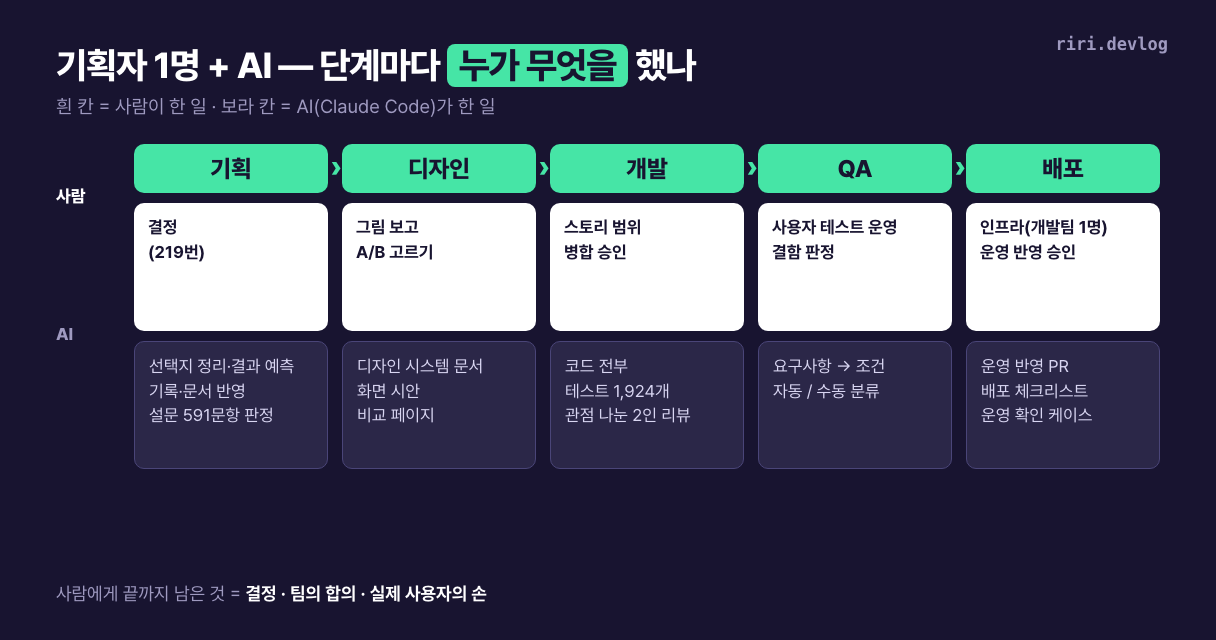 기획자 1명 + AI — 단계마다 누가 무엇을 했나
riri.devlog
흰 칸 = 사람이 한 일 · 보라 칸 = AI(Claude Code)가 한 일
기획 › 디자인 › 개발 › QA › 배포
사람
결정
(219번)
그림 보고
A/B 고르기
스토리 범위
병합 승인
사용자 테스트 운영
결함 판정
인프라(개발팀 1명)
운영 반영 승인
AI
선택지 정리·결과 예측
기록·문서 반영
설문 591문항 판정
디자인 시스템 문서
화면 시안
비교 페이지
코드 전부
테스트 1,924개
관점 나눈 2인 리뷰
요구사항 → 조건
자동 / 수동 분류
운영 반영 PR
배포 체크리스트
운영 확인 케이스
사람에게 끝까지 남은 것 = 결정 · 팀의 합의 · 실제 사용자의 손